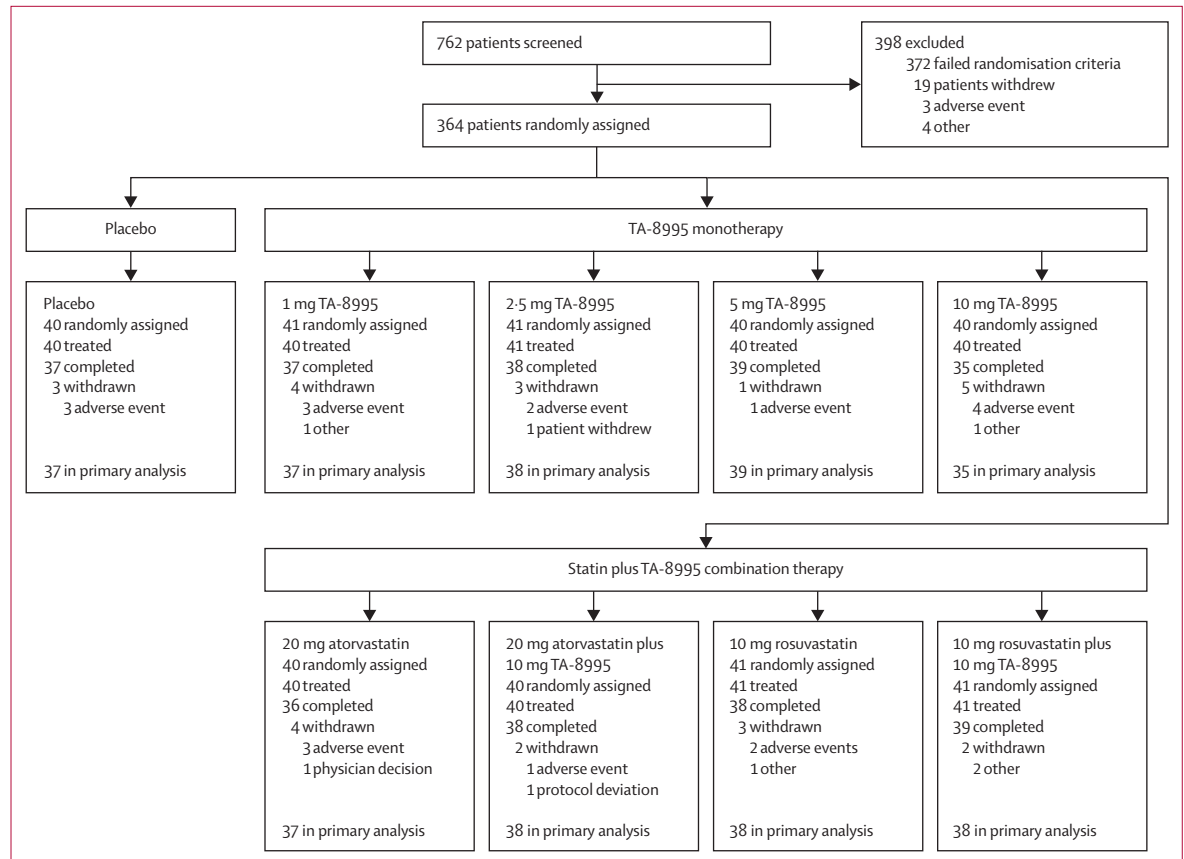 762 patients screened
398 excluded
372 failed randomisation criteria
19 patients withdrew
3 adverse event
4 other
364 patients randomly assigned
Placebo
TA-8995 monotherapy
Placebo
40 randomly assigned
40 treated
37 completed
3 withdrawn
3 adverse event
37 in primary analysis
1 mg TA-8995
41 randomly assigned
40 treated
37 completed
4 withdrawn
3 adverse event
1 other
37 in primary analysis
2·5 mg TA-8995
41 randomly assigned
41 treated
38 completed
3 withdrawn
2 adverse event
1 patient withdrew
38 in primary analysis
5 mg TA-8995
40 randomly assigned
40 treated
39 completed
1 withdrawn
1 adverse event
39 in primary analysis
10 mg TA-8995
40 randomly assigned
40 treated
35 completed
5 withdrawn
4 adverse event
1 other
35 in primary analysis
Statin plus TA-8995 combination therapy
20 mg atorvastatin
40 randomly assigned
40 treated
36 completed
4 withdrawn
3 adverse event
1 physician decision
37 in primary analysis
20 mg atorvastatin plus
10 mg TA-8995
40 randomly assigned
40 treated
38 completed
2 withdrawn
1 adverse event
1 protocol deviation
38 in primary analysis
10 mg rosuvastatin
41 randomly assigned
41 treated
38 completed
3 withdrawn
2 adverse events
1 other
38 in primary analysis
10 mg rosuvastatin plus
10 mg TA-8995
41 randomly assigned
41 treated
39 completed
2 withdrawn
2 other
38 in primary analysis